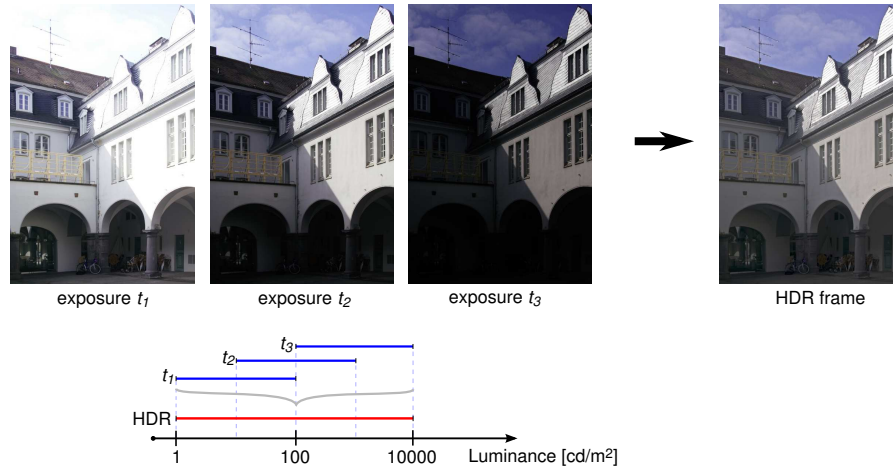 exposure t1
exposure t2
exposure t3
HDR frame
t3
t2
t1
HDR
1
100
10000
Luminance [cd/m²]